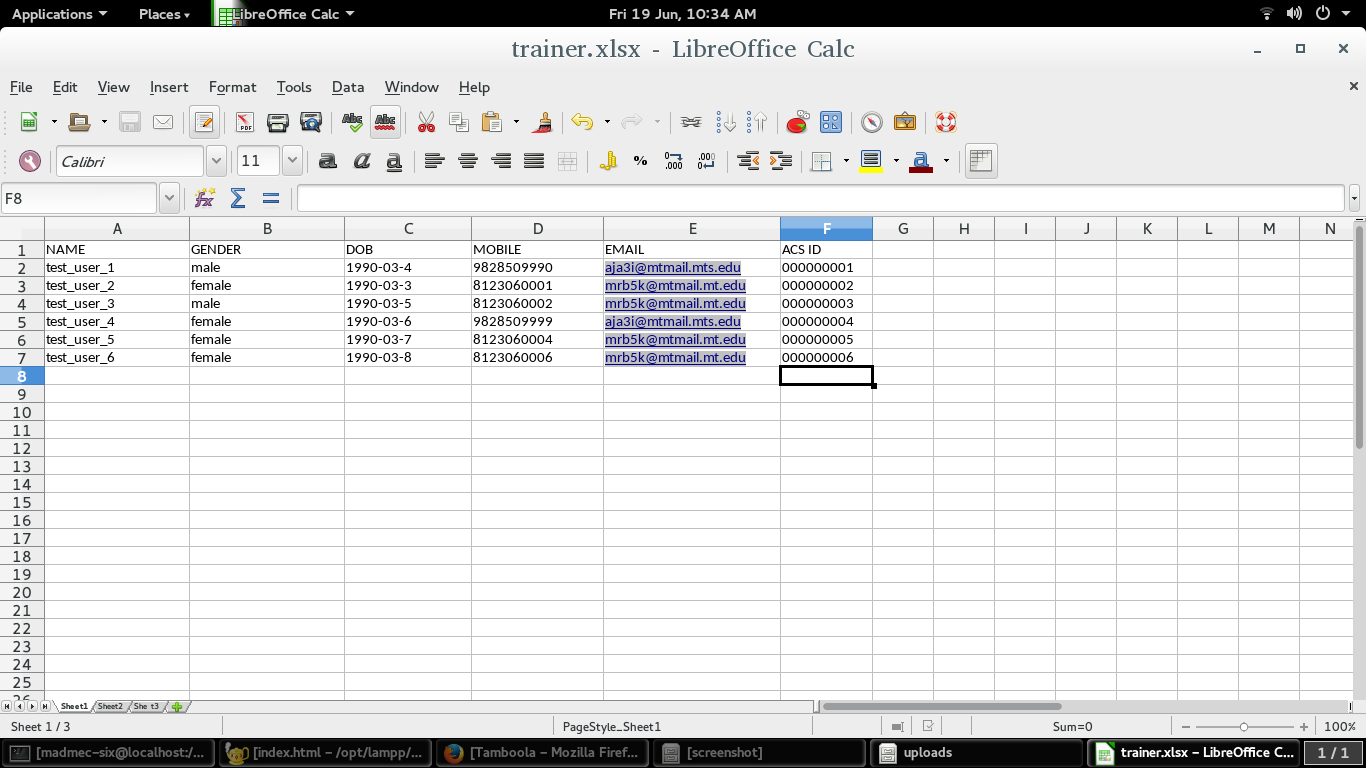 Applications Places LibreOffice Calc Fri 19 Jun, 10:34 AM
trainer.xlsx - LibreOffice Calc
File Edit View Insert Format Tools Data Window Help
Calibri 11
F8
A B C D E F G H I J K L M N
1 NAME GENDER DOB MOBILE EMAIL ACS ID
2 test_user_1 male 1990-03-4 9828509990 aja3i@mtmail.mts.edu 000000001
3 test_user_2 female 1990-03-3 8123060001 mrb5k@mtmail.mt.edu 000000002
4 test_user_3 male 1990-03-5 8123060002 mrb5k@mtmail.mt.edu 000000003
5 test_user_4 female 1990-03-6 9828509999 aja3i@mtmail.mts.edu 000000004
6 test_user_5 female 1990-03-7 8123060004 mrb5k@mtmail.mt.edu 000000005
7 test_user_6 female 1990-03-8 8123060006 mrb5k@mtmail.mt.edu 000000006
8
9
10
11
12
13
14
15
16
17
18
19
20
21
22
23
24
25
26
Sheet1 Sheet2 She t3
Sheet 1 / 3 PageStyle_Sheet1 Sum=0 100%
[madmec-six@localhost:/... [index.html – /opt/lampp/... [Tamboola – Mozilla Firef... [screenshot] uploads trainer.xlsx – LibreOffice C... 1 / 1